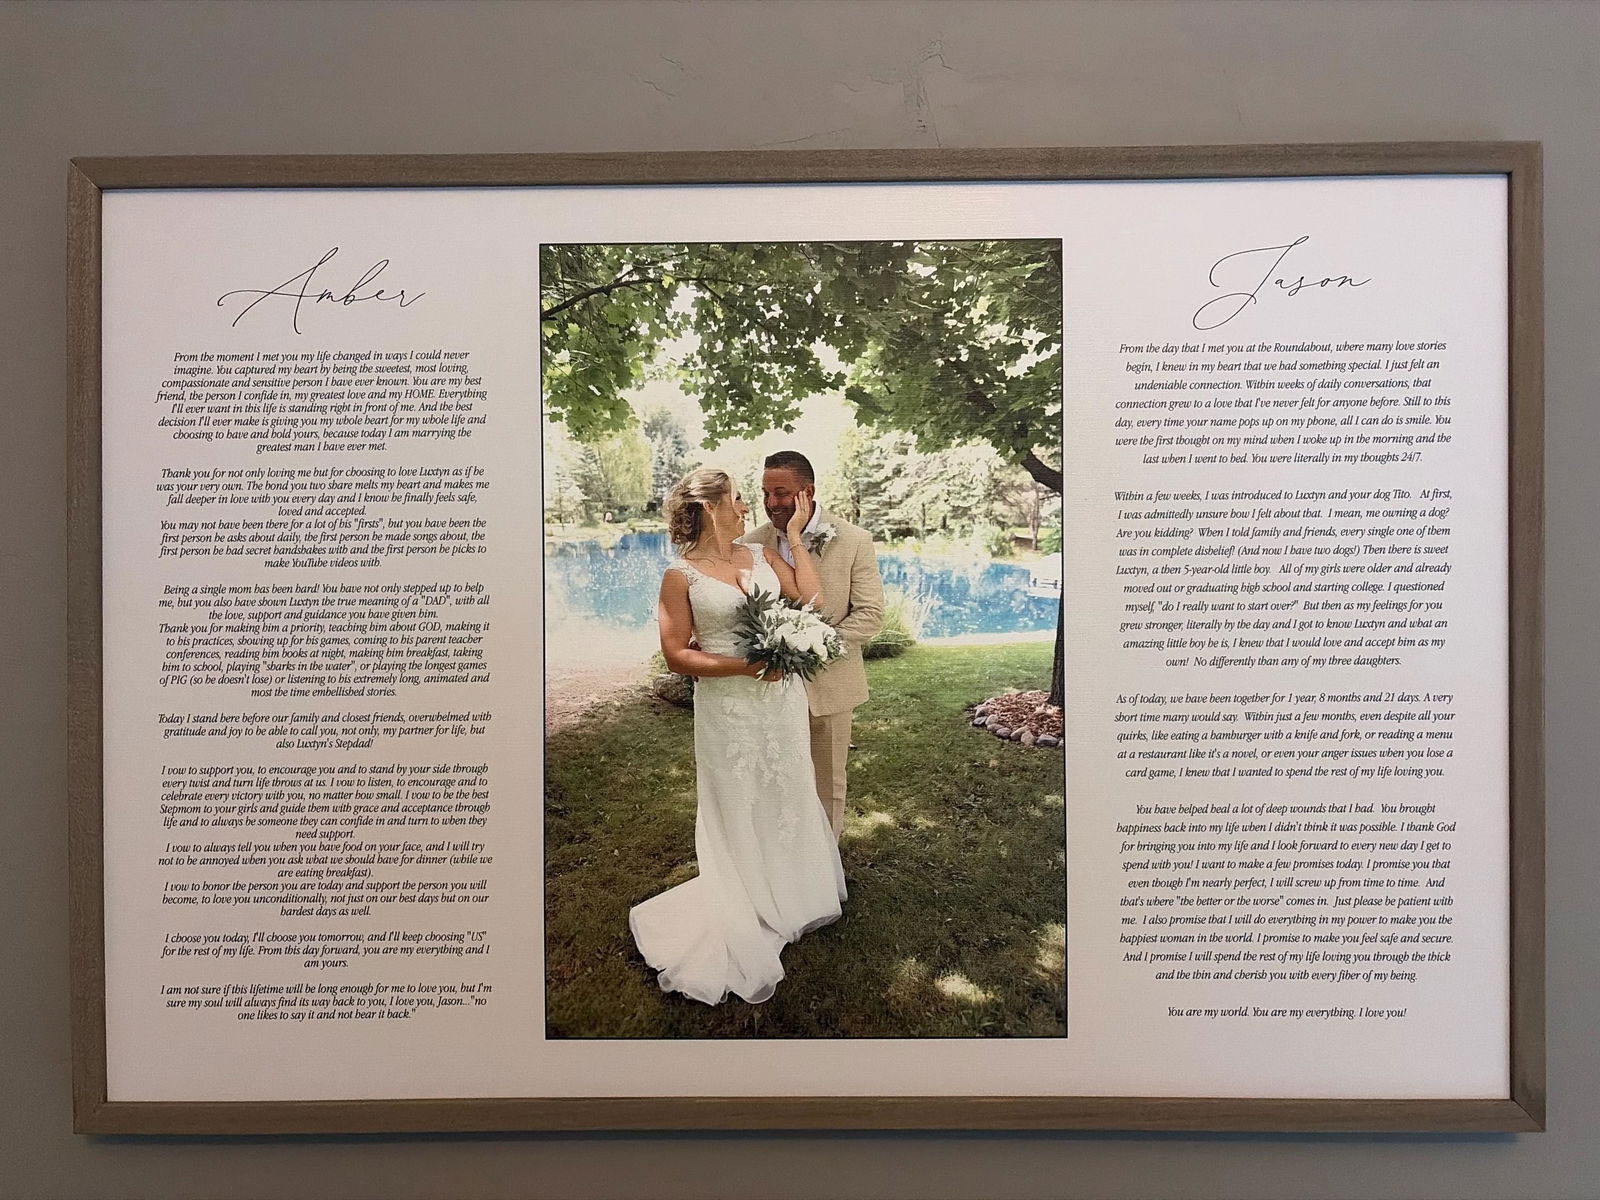 Amber
From the moment I met you my life changed in ways I could never
imagine. You captured my heart by being the sweetest, most loving,
compassionate and sensitive person I have ever known. You are my best
friend, the person I confide in, my greatest love and my HOME. Everything
I'll ever want in this life is standing right in front of me. And the best
decision I'll ever make is giving you my whole heart for my whole life and
choosing to have and hold yours, because today I am marrying the
greatest man I have ever met.
Thank you for not only loving me but for choosing to love Luxtyn as if he
was your very own. The bond you two share melts my heart and makes me
fall deeper in love with you every day and I know he finally feels safe,
loved and accepted.
You may not have been there for a lot of his "firsts", but you have been the
first person he asks about daily, the first person he made songs about, the
first person he had secret handshakes with and the first person he picks to
make YouTube videos with.
Being a single mom has been hard! You have not only stepped up to help
me, but you also have shown Luxtyn the true meaning of a "DAD", with all
the love, support and guidance you have given him.
Thank you for making him a priority, teaching him about GOD, making it
to his practices, showing up for his games, coming to his parent teacher
conferences, reading him books at night, making him breakfast, taking
him to school, playing "sharks in the water", or playing the longest games
of PIG (so he doesn't lose) or listening to his extremely long, animated and
most the time embellished stories.
Today I stand here before our family and closest friends, overwhelmed with
gratitude and joy to be able to call you, not only, my partner for life, but
also Luxtyn's Stepdad!
I vow to support you, to encourage you and to stand by your side through
every twist and turn life throws at us. I vow to listen, to encourage and to
celebrate every victory with you, no matter how small. I vow to be the best
Stepmom to your girls and guide them with grace and acceptance through
life and to always be someone they can confide in and turn to when they
need support.
I vow to always tell you when you have food on your face, and I will try
not to be annoyed when you ask what we should have for dinner (while we
are eating breakfast).
I vow to honor the person you are today and support the person you will
become, to love you unconditionally, not just on our best days but on our
hardest days as well.
I choose you today, I'll choose you tomorrow, and I'll keep choosing "US"
for the rest of my life. From this day forward, you are my everything and I
am yours.
I am not sure if this lifetime will be long enough for me to love you, but I'm
sure my soul will always find its way back to you, I love you, Jason..."no
one likes to say it and not hear it back."
Jason
From the day that I met you at the Roundabout, where many love stories
begin, I knew in my heart that we had something special. I just felt an
undeniable connection. Within weeks of daily conversations, that
connection grew to a love that I've never felt for anyone before. Still to this
day, every time your name pops up on my phone, all I can do is smile. You
were the first thought on my mind when I woke up in the morning and the
last when I went to bed. You were literally in my thoughts 24/7.
Within a few weeks, I was introduced to Luxtyn and your dog Tito. At first,
I was admittedly unsure how I felt about that. I mean, me owning a dog?
Are you kidding? When I told family and friends, every single one of them
was in complete disbelief! (And now I have two dogs!) Then there is sweet
Luxtyn, a then 5-year-old little boy. All of my girls were older and already
moved out or graduating high school and starting college. I questioned
myself, "do I really want to start over?" But then as my feelings for you
grew stronger, literally by the day and I got to know Luxtyn and what an
amazing little boy he is, I knew that I would love and accept him as my
own! No differently than any of my three daughters.
As of today, we have been together for 1 year, 8 months and 21 days. A very
short time many would say. Within just a few months, even despite all your
quirks, like eating a hamburger with a knife and fork, or reading a menu
at a restaurant like it's a novel, or even your anger issues when you lose a
card game, I knew that I wanted to spend the rest of my life loving you.
You have helped heal a lot of deep wounds that I had. You brought
happiness back into my life when I didn't think it was possible. I thank God
for bringing you into my life and I look forward to every new day I get to
spend with you! I want to make a few promises today. I promise you that
even though I'm nearly perfect, I will screw up from time to time. And
that's where "the better or the worse" comes in. Just please be patient with
me. I also promise that I will do everything in my power to make you the
happiest woman in the world. I promise to make you feel safe and secure.
And I promise I will spend the rest of my life loving you through the thick
and the thin and cherish you with every fiber of my being.
You are my world. You are my everything. I love you!